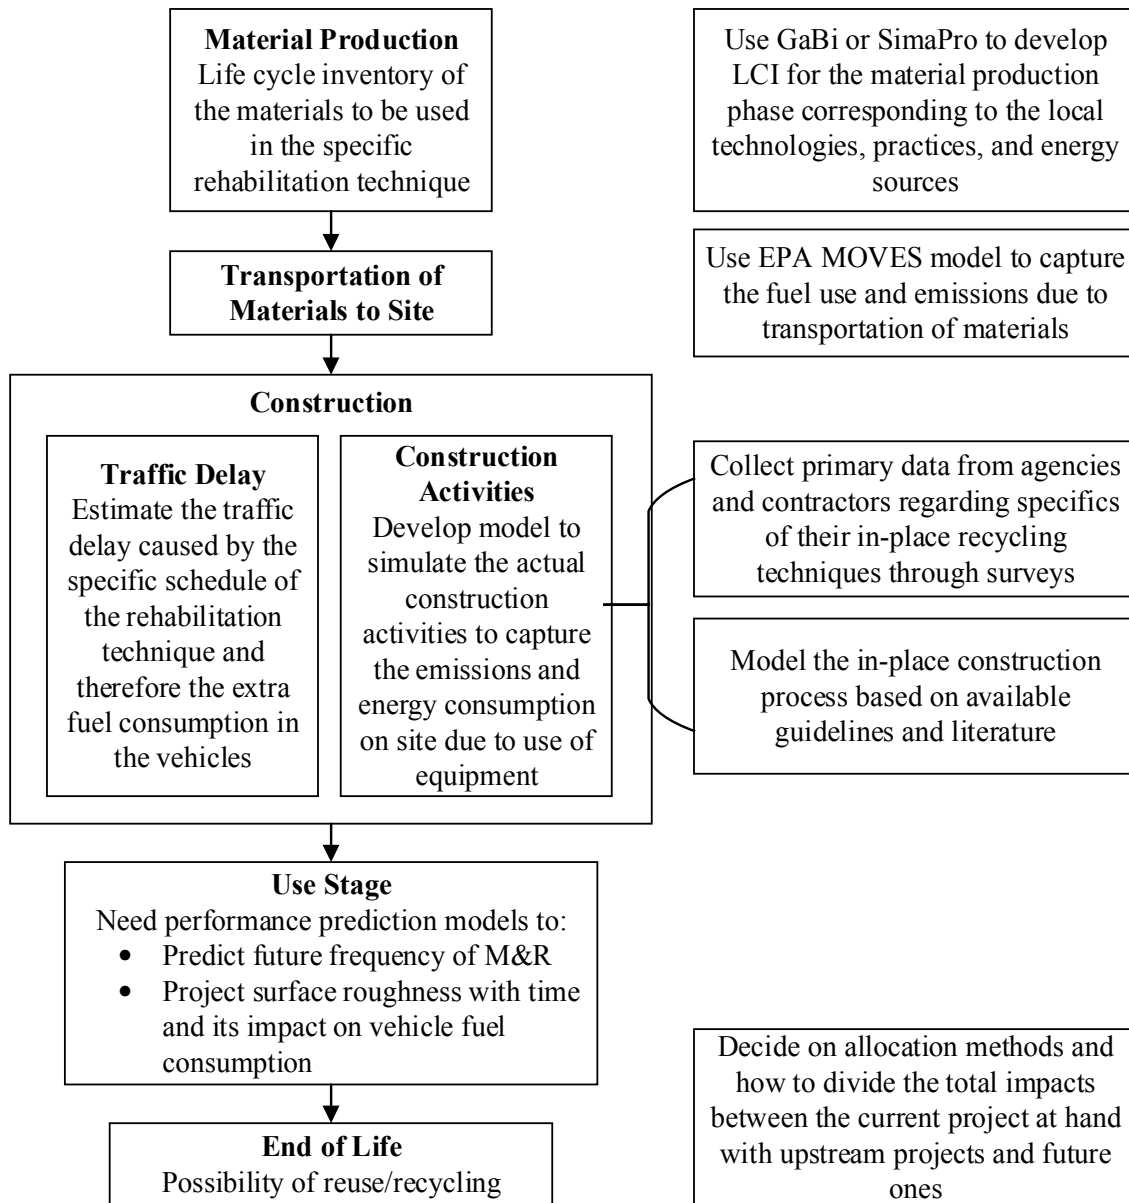 Material Production
Life cycle inventory of
the materials to be used
in the specific
rehabilitation technique
Use GaBi or SimaPro to develop
LCI for the material production
phase corresponding to the local
technologies, practices, and energy
sources
Transportation of
Materials to Site
Use EPA MOVES model to capture
the fuel use and emissions due to
transportation of materials
Construction
Traffic Delay
Estimate the traffic
delay caused by the
specific schedule of
the rehabilitation
technique and
therefore the extra
fuel consumption in
the vehicles
Construction
Activities
Develop model to
simulate the actual
construction
activities to capture
the emissions and
energy consumption
on site due to use of
equipment
Collect primary data from agencies
and contractors regarding specifics
of their in-place recycling
techniques through surveys
Model the in-place construction
process based on available
guidelines and literature
Use Stage
Need performance prediction models to:
• Predict future frequency of M&R
• Project surface roughness with time
and its impact on vehicle fuel
consumption
End of Life
Possibility of reuse/recycling
Decide on allocation methods and
how to divide the total impacts
between the current project at hand
with upstream projects and future
ones